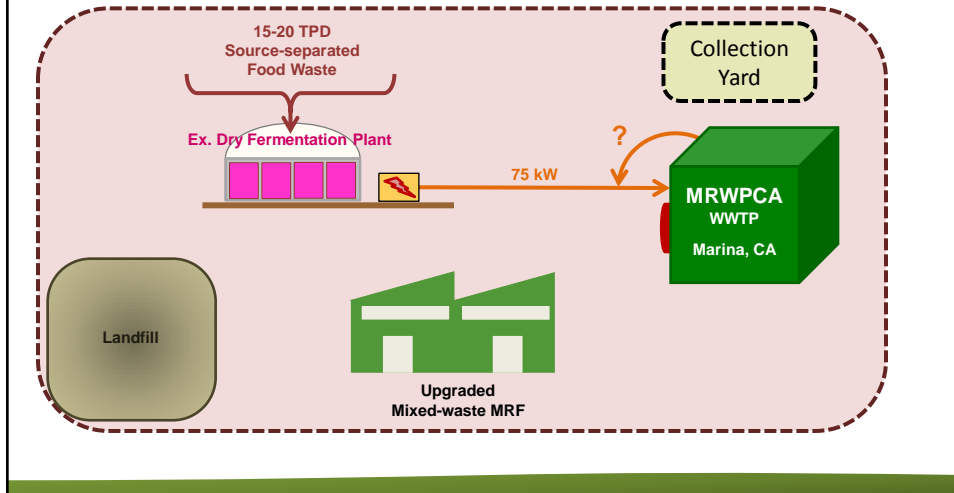 15-20 TPD
Source-separated
Food Waste
Collection
Yard
Ex. Dry Fermentation Plant
?
75 kW
MRWPCA
WWTP
Marina, CA
Landfill
Upgraded
Mixed-waste MRF